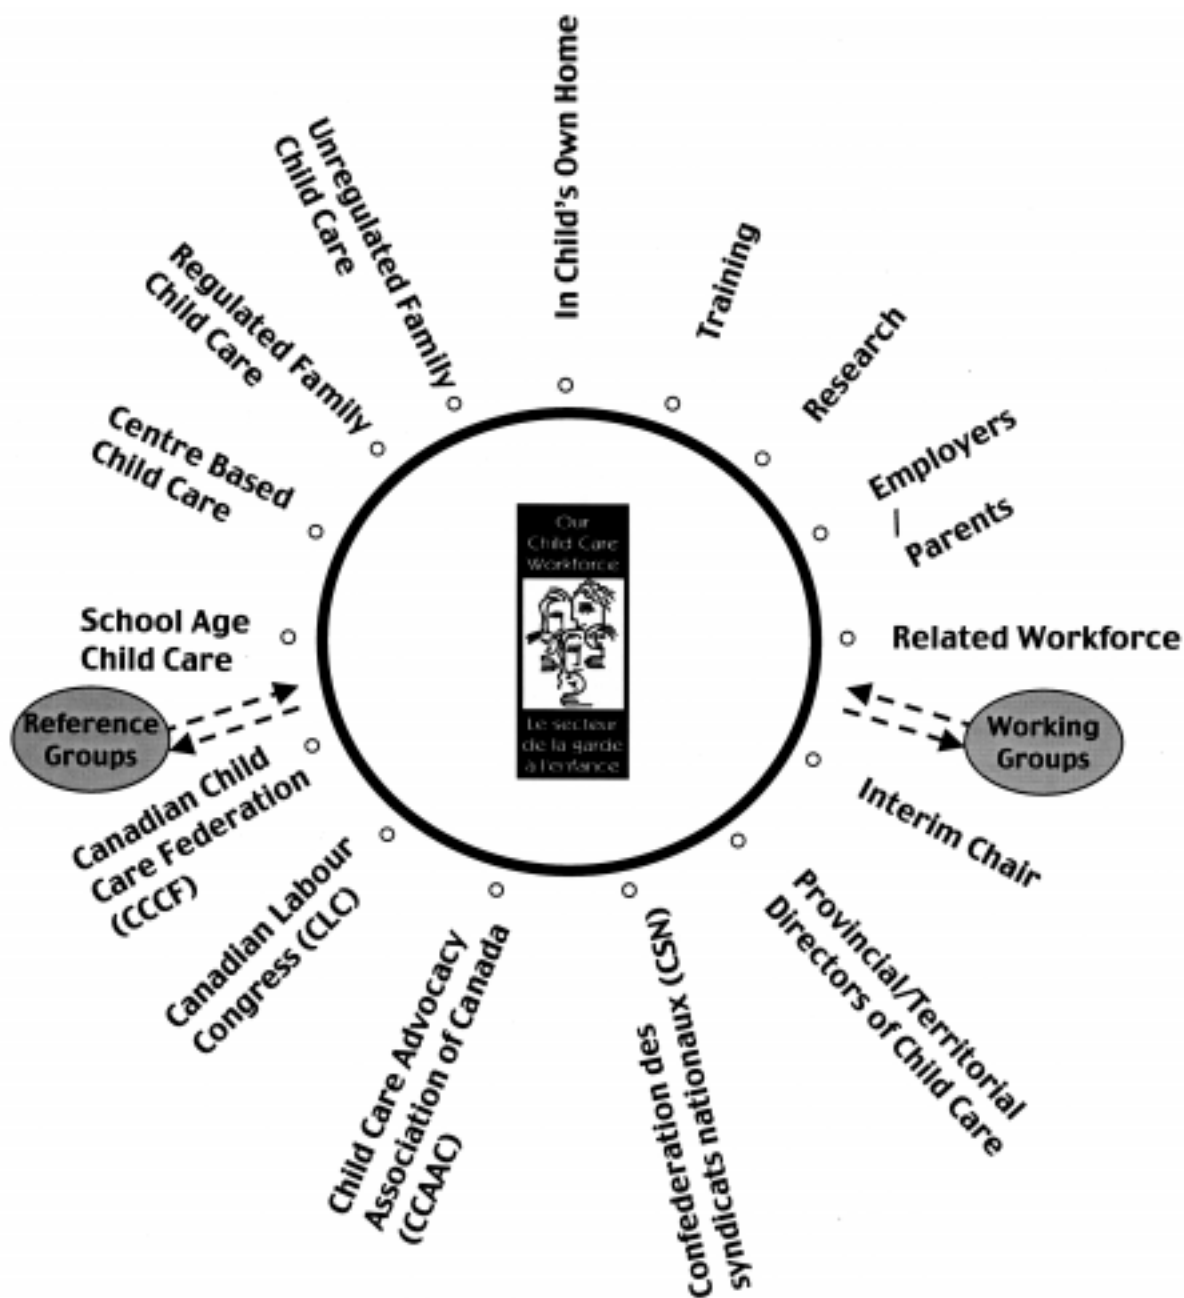 In Child's Own Home
Training
Research
Employers
/
Parents
Related Workforce
Working
Groups
Interim Chair
Provincial/Territorial
Directors of Child Care
Confederation des
syndicats nationaux (CSN)
Child Care Advocacy
Association of Canada
(CCAAC)
Canadian Labour
Congress (CLC)
Canadian Child
Care Federation
(CCCF)
Reference
Groups
School Age
Child Care
Centre Based
Child Care
Regulated Family
Child Care
Unregulated Family
Child Care
Our
Child Care
Workforce
Le secteur
de la garde
à l'enfance